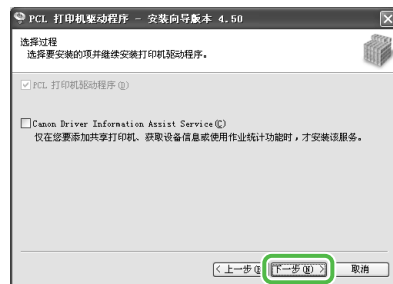 PCL 打印机驱动程序 - 安装向导版本 4.50
选择过程
选择要安装的项并继续安装打印机驱动程序。
PCL 打印机驱动程序(D)
Canon Driver Information Assist Service(C)
仅在您要添加共享打印机、获取设备信息或使用作业统计功能时，才安装该服务。
< 上一步(B) 下一步(N) > 取消